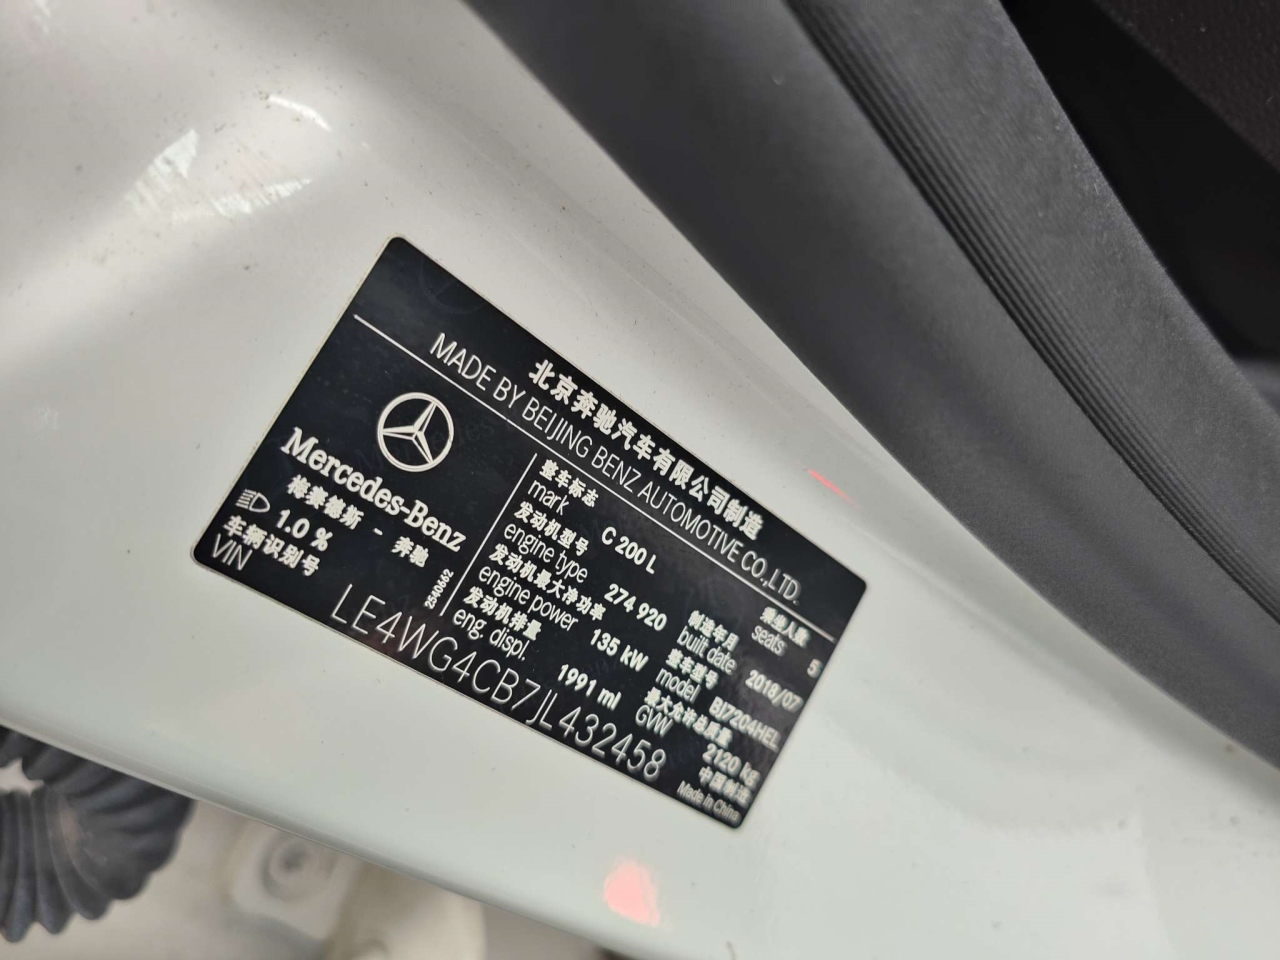 北京奔驰汽车有限公司制造
MADE BY BEIJING BENZ AUTOMOTIVE CO.,LTD.
Mercedes-Benz
梅赛德斯 - 奔驰
1.0 %
整车标志
mark C 200 L
发动机型号
engine type 274 920
发动机最大净功率
engine power 135 kW
发动机排量
eng. displ. 1991 ml
乘坐人数
seats 5
制造年月
built date 2018/07
整车型号
model BJ7204HEL
最大允许总质量
GVW 2120 kg
中国制造
Made in China
2540662
车辆识别号
VIN LE4WG4CB7JL432458